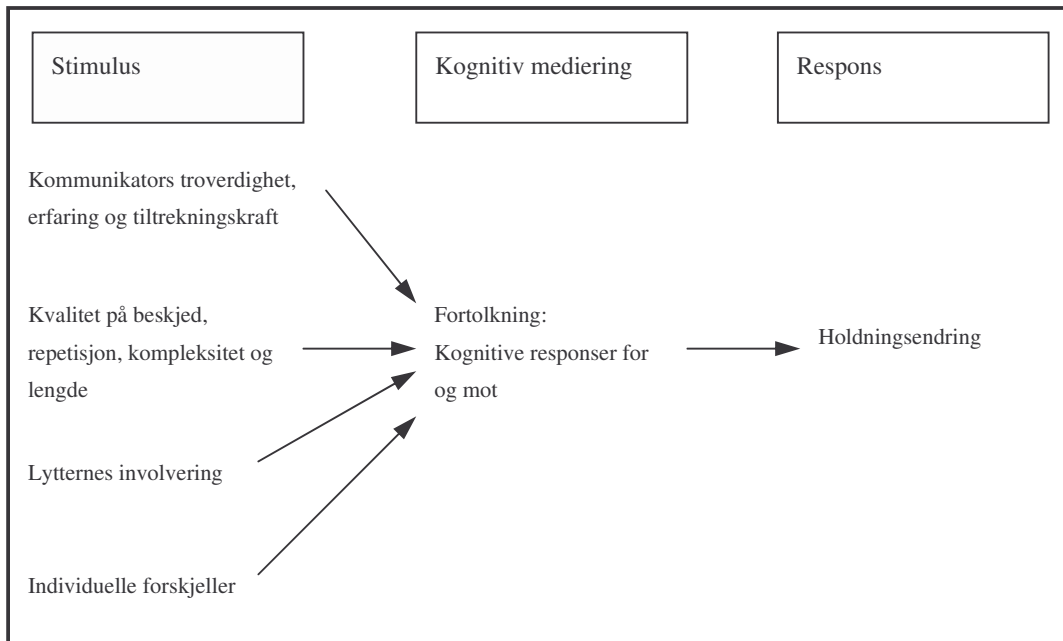 Stimulus
Kognitiv mediering
Respons
Kommunikators troverdighet,
erfaring og tiltrekningskraft
Kvalitet på beskjed,
repetisjon, kompleksitet og
lengde
Lytternes involvering
Individuelle forskjeller
Fortolkning:
Kognitive responser for
og mot
Holdningsendring